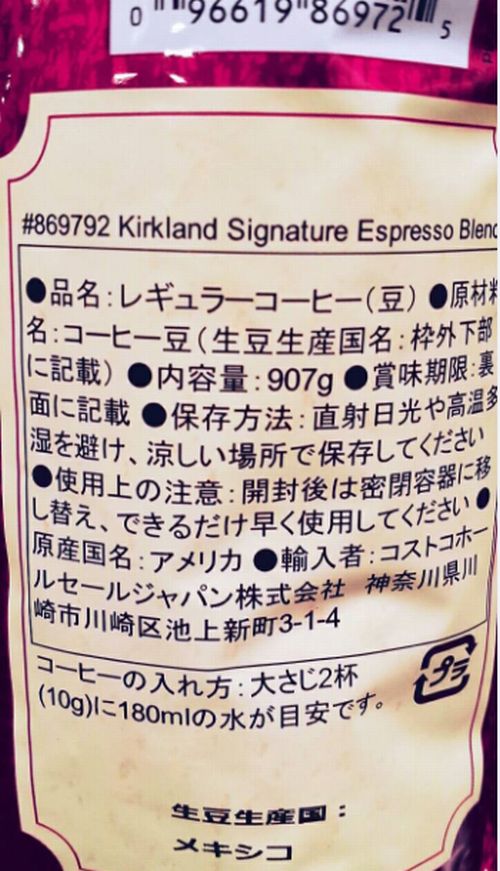 0 96619 86972 5
#869792 Kirkland Signature Espresso Blend
●品名：レギュラーコーヒー（豆） ●原材料
名：コーヒー豆（生豆生産国名：枠外下部
に記載） ●内容量：907g ●賞味期限：裏
面に記載 ●保存方法：直射日光や高温多
湿を避け、涼しい場所で保存してください
●使用上の注意：開封後は密閉容器に移
し替え、できるだけ早く使用してください ●
原産国名：アメリカ ●輸入者：コストコホー
ルセールジャパン株式会社 神奈川県川
崎市川崎区池上新町3-1-4
コーヒーの入れ方：大さじ2杯
(10g)に180mlの水が目安です。
プラ
生豆生産国：
メキシコ